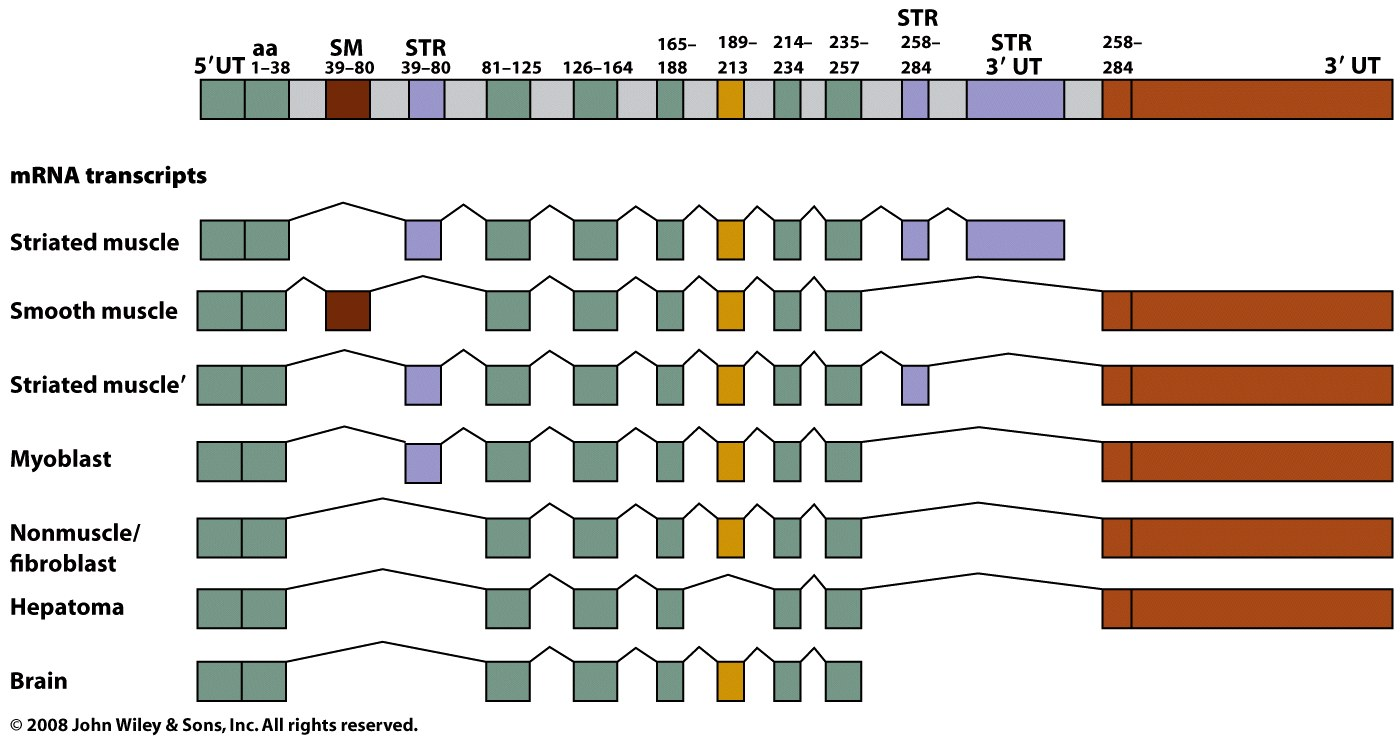 STR
165– 189– 214– 235– 258– STR 258–
aa SM STR
5′UT 1–38 39–80 39–80 81–125 126–164 188 213 234 257 284 3′ UT 284 3′ UT
mRNA transcripts
Striated muscle
Smooth muscle
Striated muscle′
Myoblast
Nonmuscle/
fibroblast
Hepatoma
Brain
© 2008 John Wiley & Sons, Inc. All rights reserved.